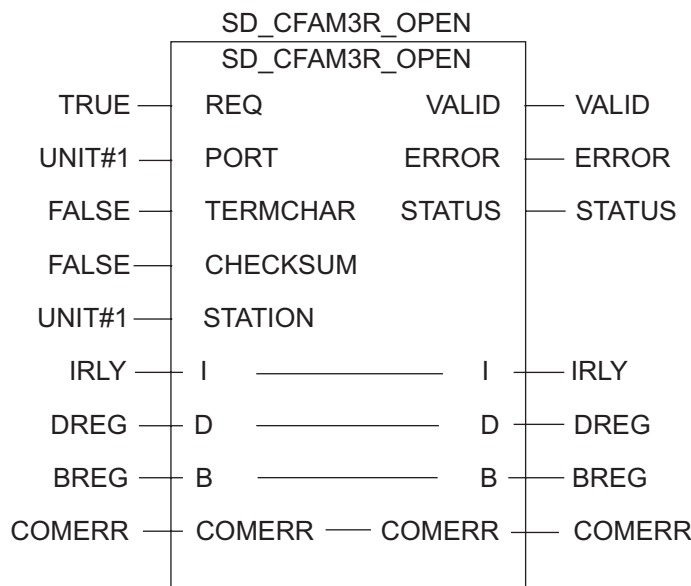 SD_CFAM3R_OPEN
SD_CFAM3R_OPEN
TRUE REQ VALID VALID
UNIT#1 PORT ERROR ERROR
FALSE TERMCHAR STATUS STATUS
FALSE CHECKSUM
UNIT#1 STATION
IRLY I I IRLY
DREG D D DREG
BREG B B BREG
COMERR COMERR COMERR COMERR